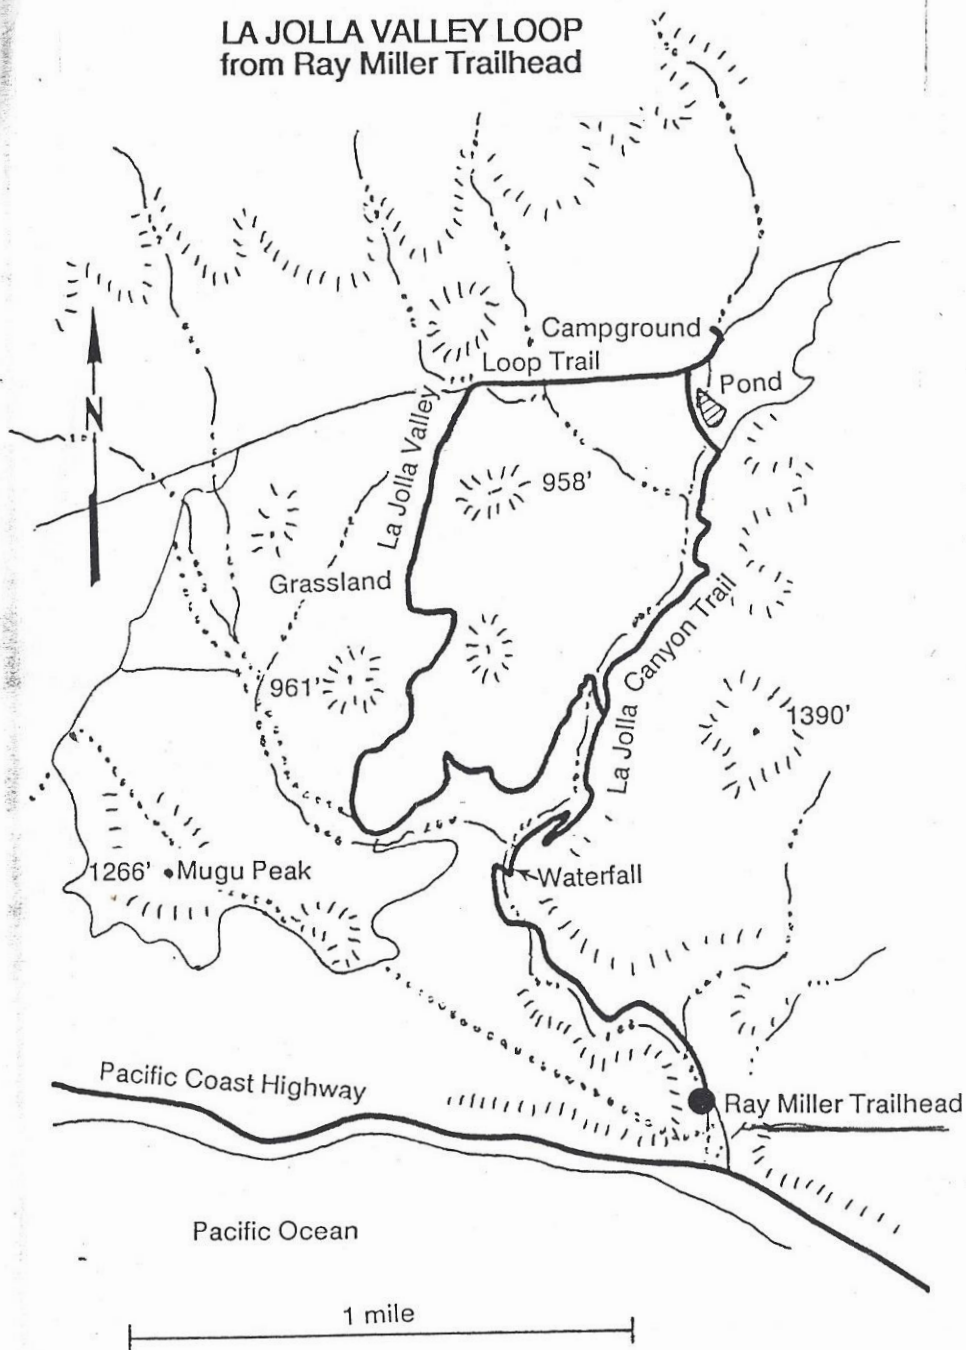 LA JOLLA VALLEY LOOP
from Ray Miller Trailhead
Campground
Loop Trail
Pond
N
La Jolla Valley
958'
Grassland
La Jolla Canyon Trail
961'
1390'
1266' Mugu Peak
Waterfall
Pacific Coast Highway
Ray Miller Trailhead
Pacific Ocean
1 mile